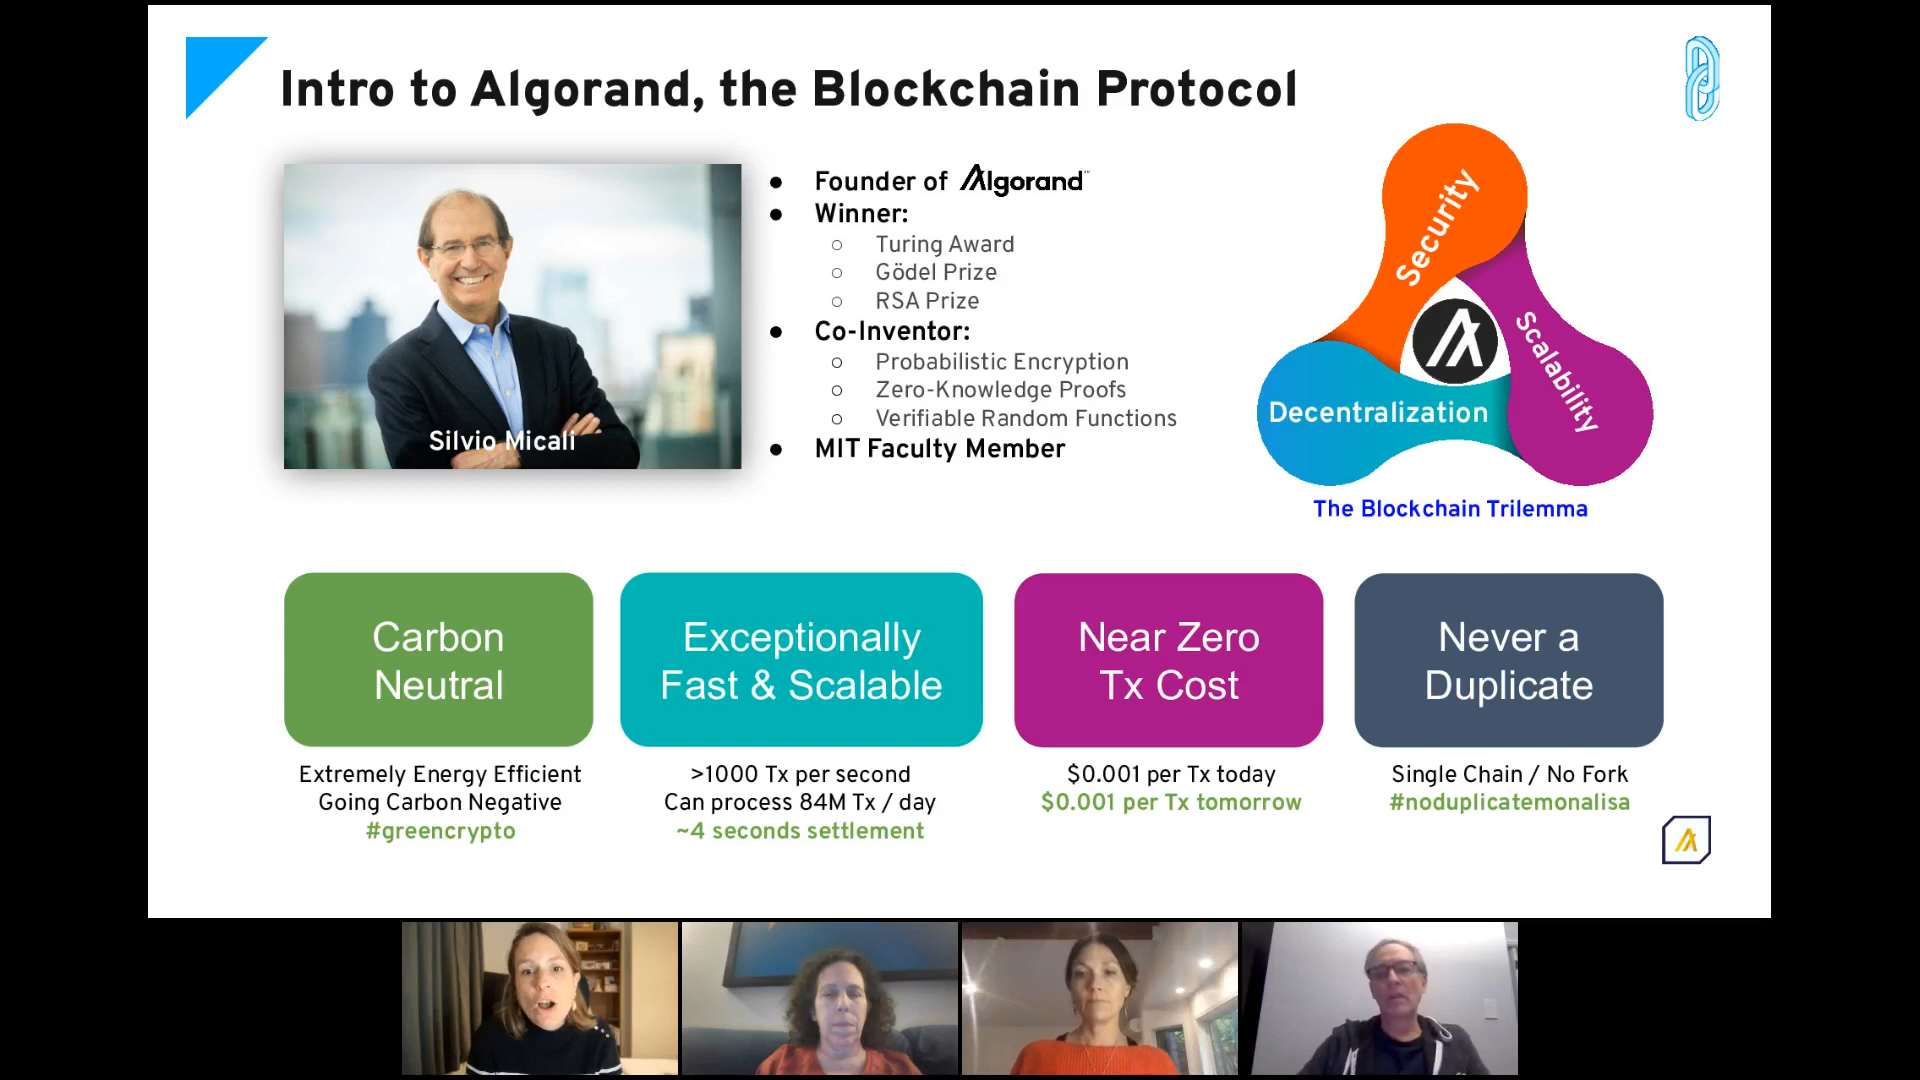 Intro to Algorand, the Blockchain Protocol
Silvio Micali
Founder of Algorand
Winner:
Turing Award
Gödel Prize
RSA Prize
Co-Inventor:
Probabilistic Encryption
Zero-Knowledge Proofs
Verifiable Random Functions
MIT Faculty Member
Security
Scalability
Decentralization
The Blockchain Trilemma
Carbon
Neutral
Extremely Energy Efficient
Going Carbon Negative
#greencrypto
Exceptionally
Fast & Scalable
>1000 Tx per second
Can process 84M Tx / day
~4 seconds settlement
Near Zero
Tx Cost
$0.001 per Tx today
$0.001 per Tx tomorrow
Never a
Duplicate
Single Chain / No Fork
#noduplicatemonalisa